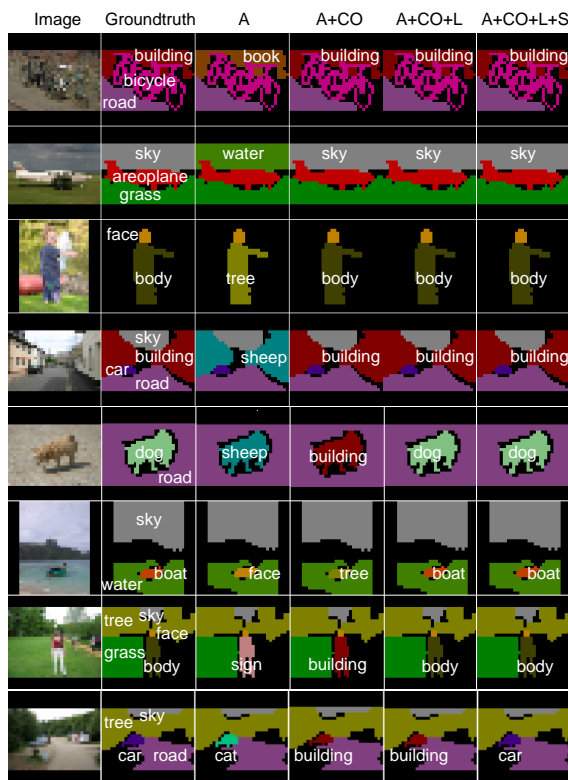 Image Groundtruth A A+CO A+CO+L A+CO+L+S
building book building building building
bicycle
road
sky water sky sky sky
areoplane
grass
face
body tree body body body
sky
building sheep building building building
car road
dog sheep building dog dog
road
sky
boat face tree boat boat
water
tree sky
face
grass
body sign building body body
tree sky
car road cat building building car